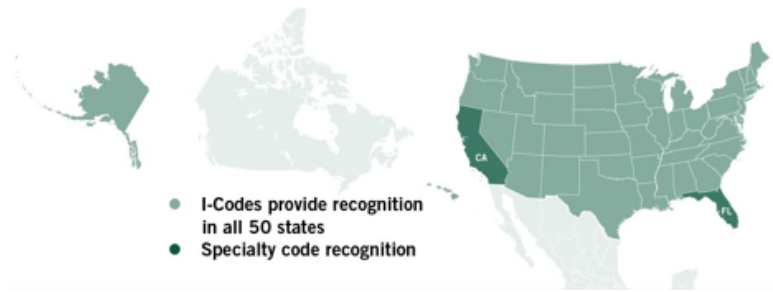 CA
FL
I-Codes provide recognition
in all 50 states
Specialty code recognition